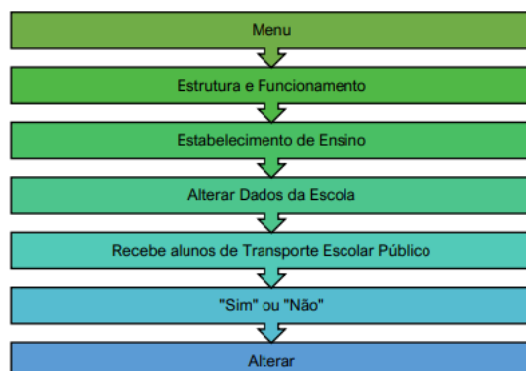 Menu
Estrutura e Funcionamento
Estabelecimento de Ensino
Alterar Dados da Escola
Recebe alunos de Transporte Escolar Público
"Sim" ou "Não"
Alterar